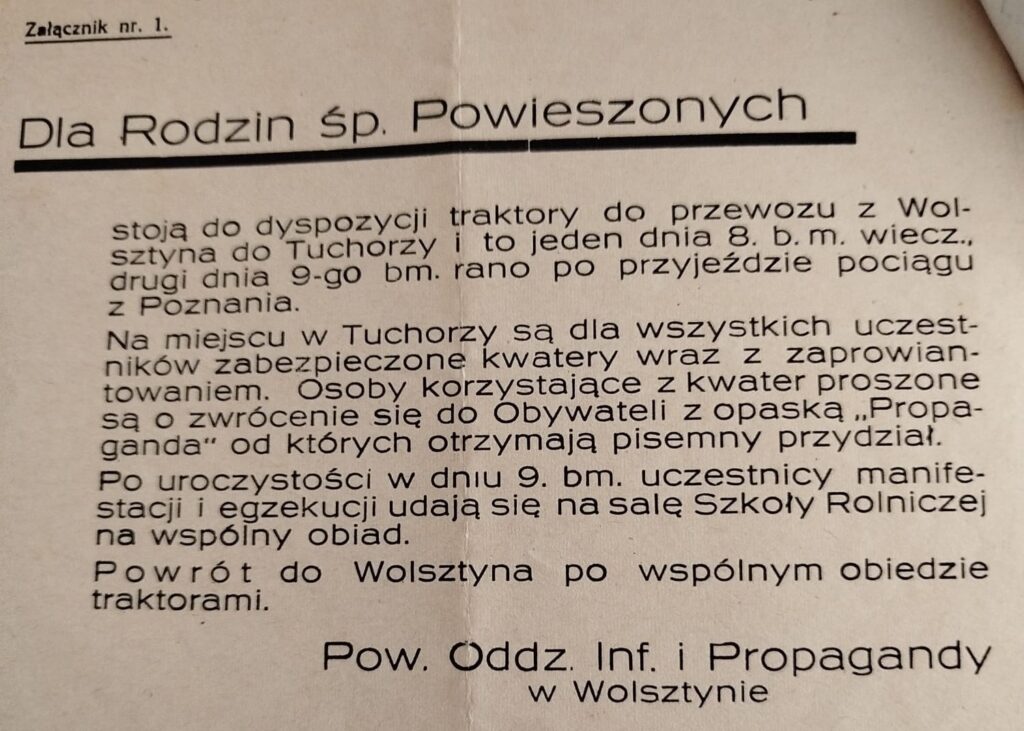 Załącznik nr. 1.
Dla Rodzin śp. Powieszonych
stoją do dyspozycji traktory do przewozu z Wol-
sztyna do Tuchorzy i to jeden dnia 8. b. m. wiecz.,
drugi dnia 9-go bm. rano po przyjeździe pociągu
z Poznania.
Na miejscu w Tuchorzy są dla wszystkich uczest-
ników zabezpieczone kwatery wraz z zaprowian-
towaniem. Osoby korzystające z kwater proszone
są o zwrócenie się do Obywateli z opaską „Propa-
ganda" od których otrzymają pisemny przydział.
Po uroczystości w dniu 9. bm. uczestnicy manife-
stacji i egzekucji udają się na salę Szkoły Rolniczej
na wspólny obiad.
Powrót do Wolsztyna po wspólnym obiedzie
traktorami.
Pow. Oddz. Inf. i Propagandy
w Wolsztynie